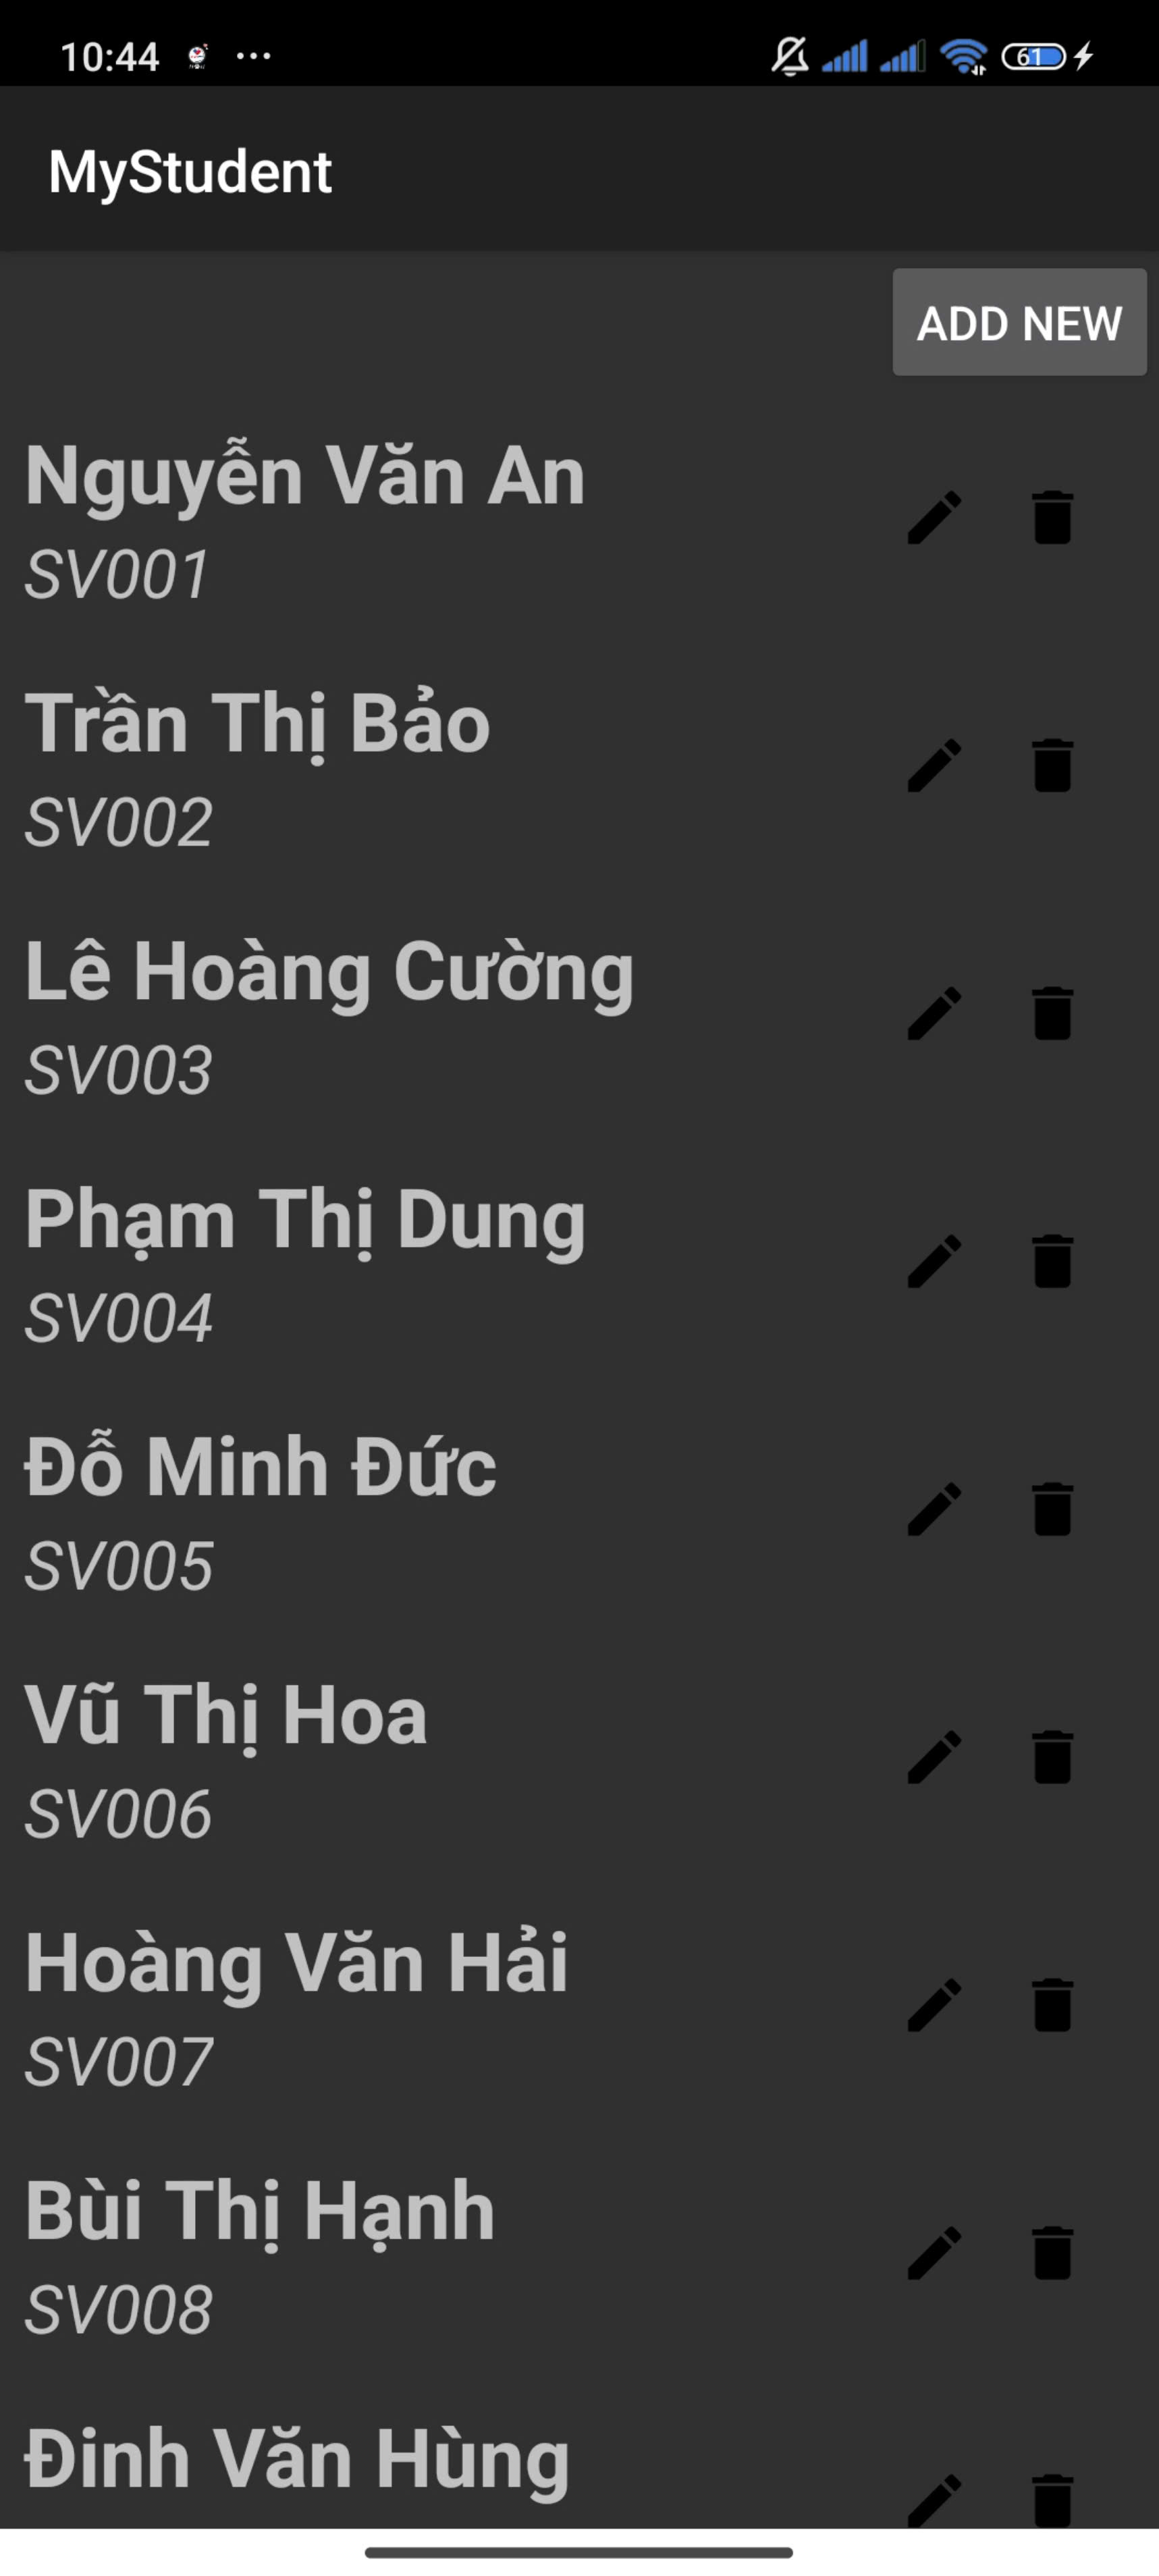 10:44
61
MyStudent
ADD NEW
Nguyễn Văn An
SV001
Trần Thị Bảo
SV002
Lê Hoàng Cường
SV003
Phạm Thị Dung
SV004
Đỗ Minh Đức
SV005
Vũ Thị Hoa
SV006
Hoàng Văn Hải
SV007
Bùi Thị Hạnh
SV008
Đinh Văn Hùng